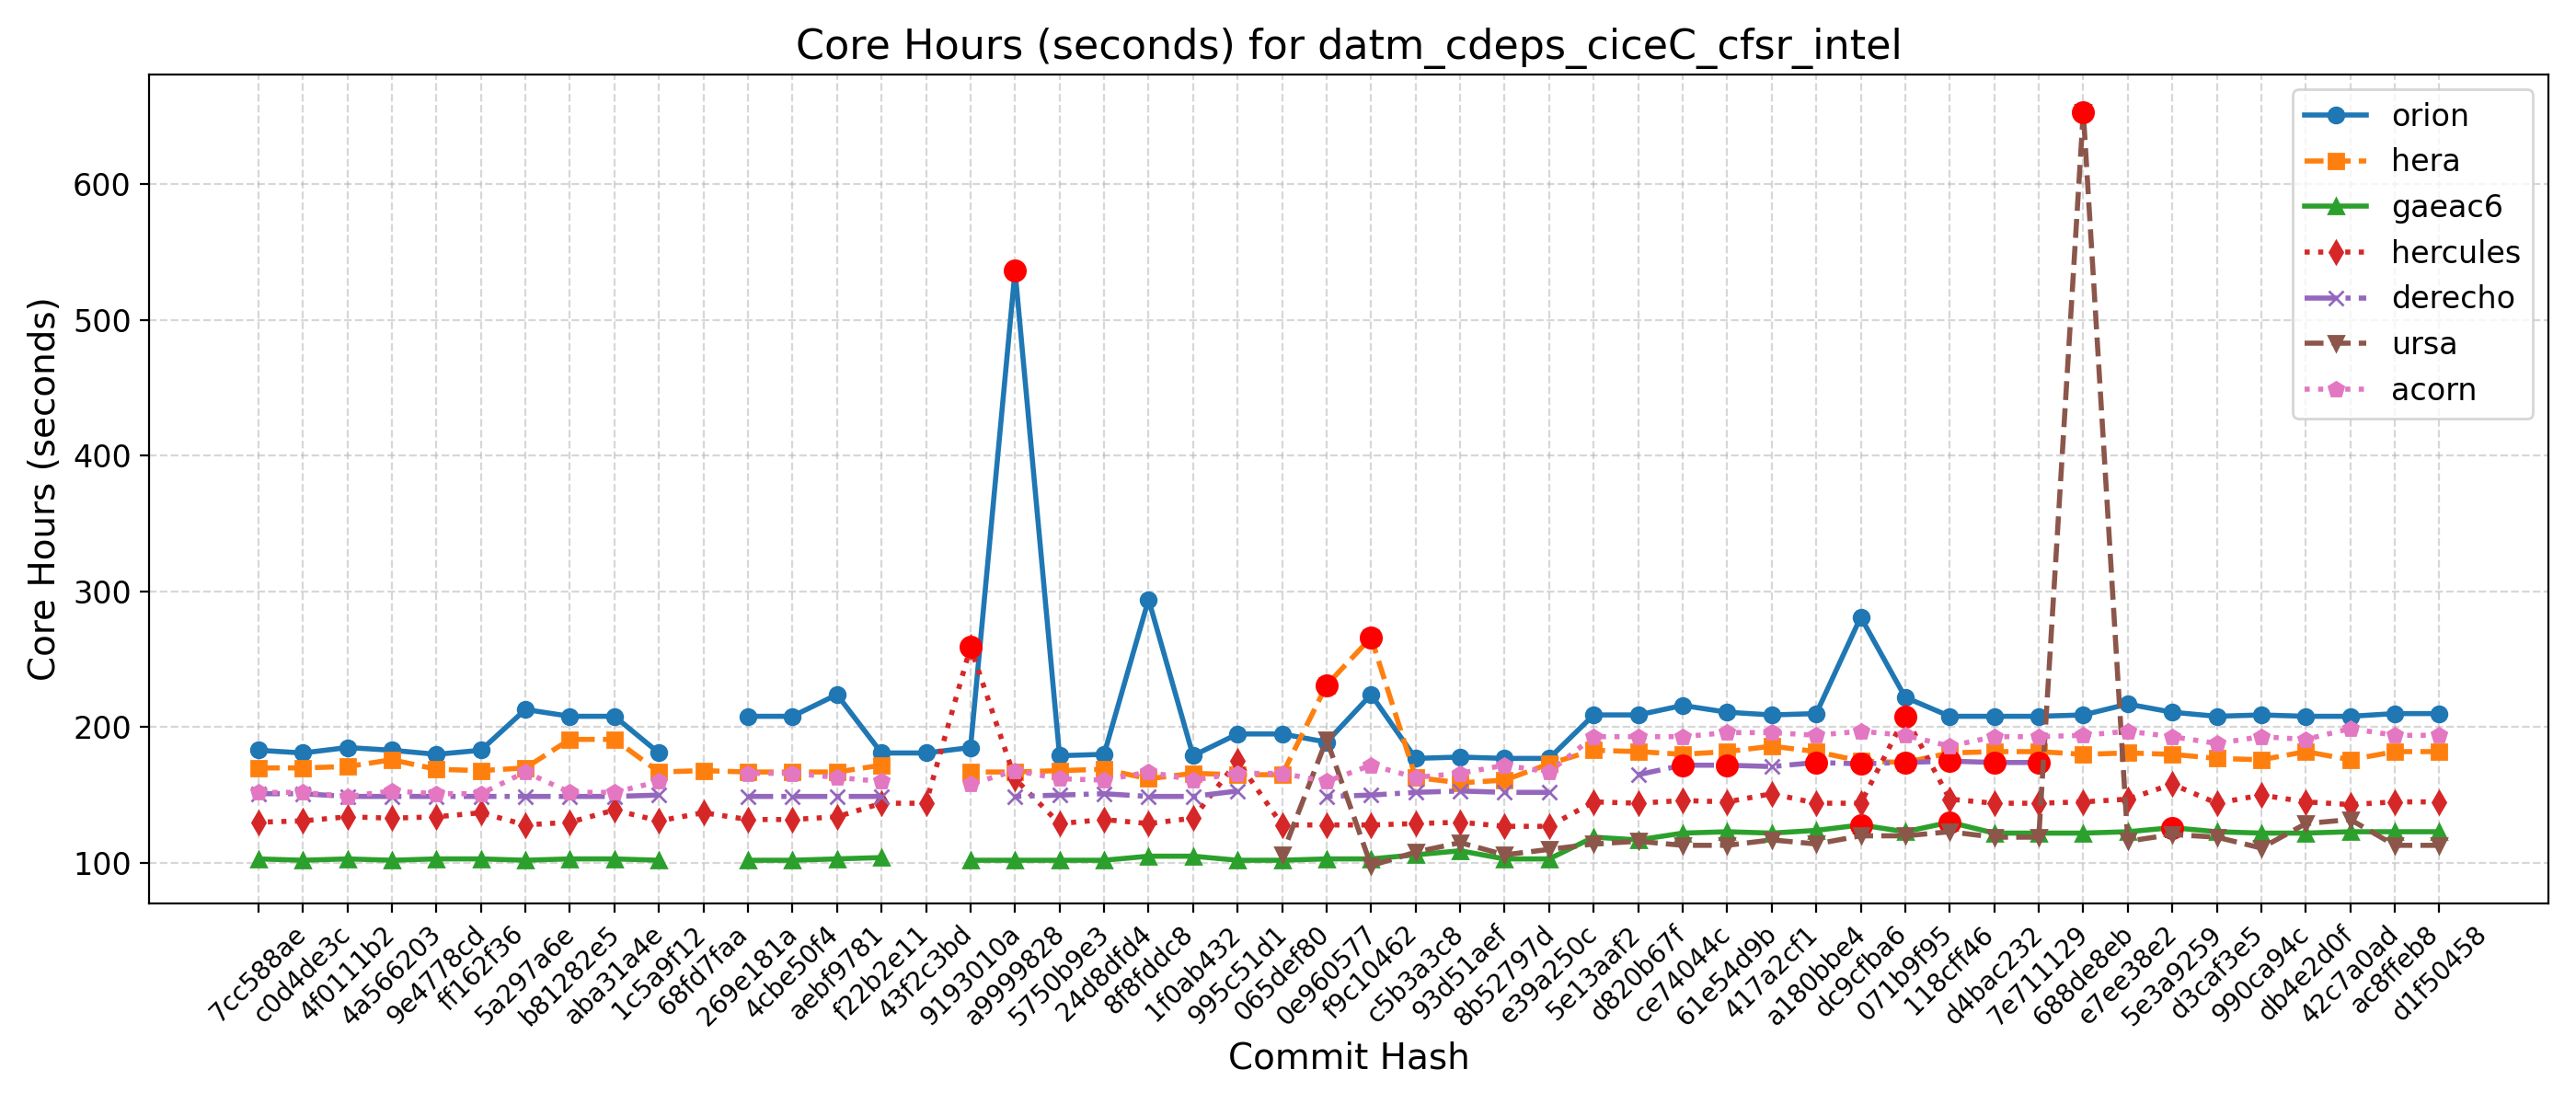 Core Hours (seconds) for datm_cdeps_ciceC_cfsr_intel
Core Hours (seconds)
600
500
400
300
200
100
orion
hera
gaeac6
hercules
derecho
ursa
acorn
7cc588ae
c0d4de3c
4f0111b2
4a566203
9e4778cd
ff162f36
5a297a6e
b81282e5
aba31a4e
1c5a9f12
68fd7faa
269e181a
4cbe50f4
aebf9781
f22b2e11
43f2c3bd
9193010a
a9999828
5750b9e3
24d8dfd4
8f8fddc8
1f0ab432
995c51d1
065def80
0e960577
f9c10462
c5b3a3c8
93d51aef
8b52797d
e39a250c
5e13aaf2
d820b67f
ce74044c
61e54d9b
417a2cf1
a180bbe4
dc9cfba6
071b9f95
118cff46
d4bac232
7e711129
688de8eb
e7ee38e2
5e3a9259
d3caf3e5
990ca94c
db4e2d0f
42c7a0ad
ac8ffeb8
d1f50458
Commit Hash